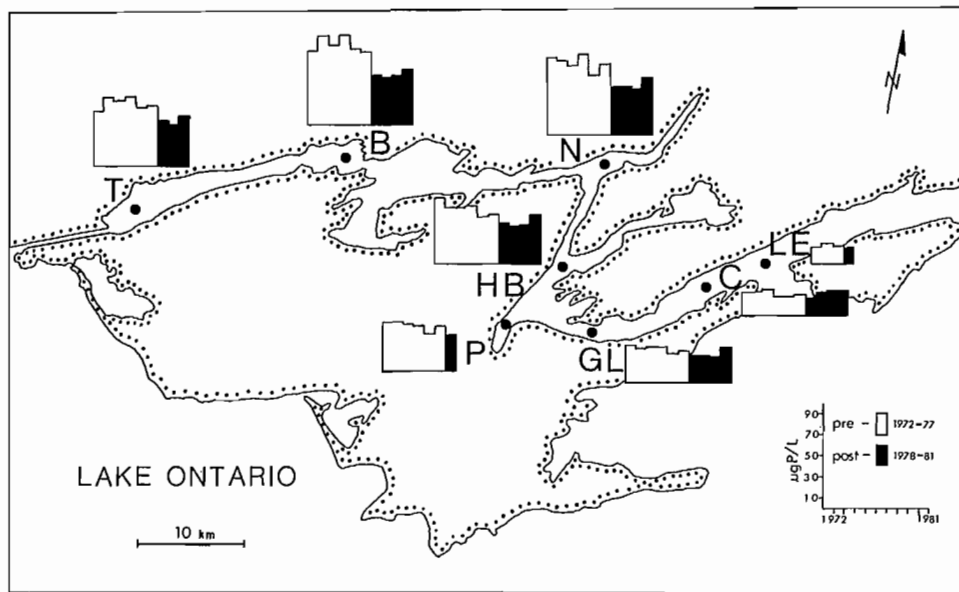 N
B
N
T
LE
C
HB
P
GL
LAKE ONTARIO
10 km
µgP/L
90
70
50
30
10
pre - 1972-77
post - 1978-81
1972
1981